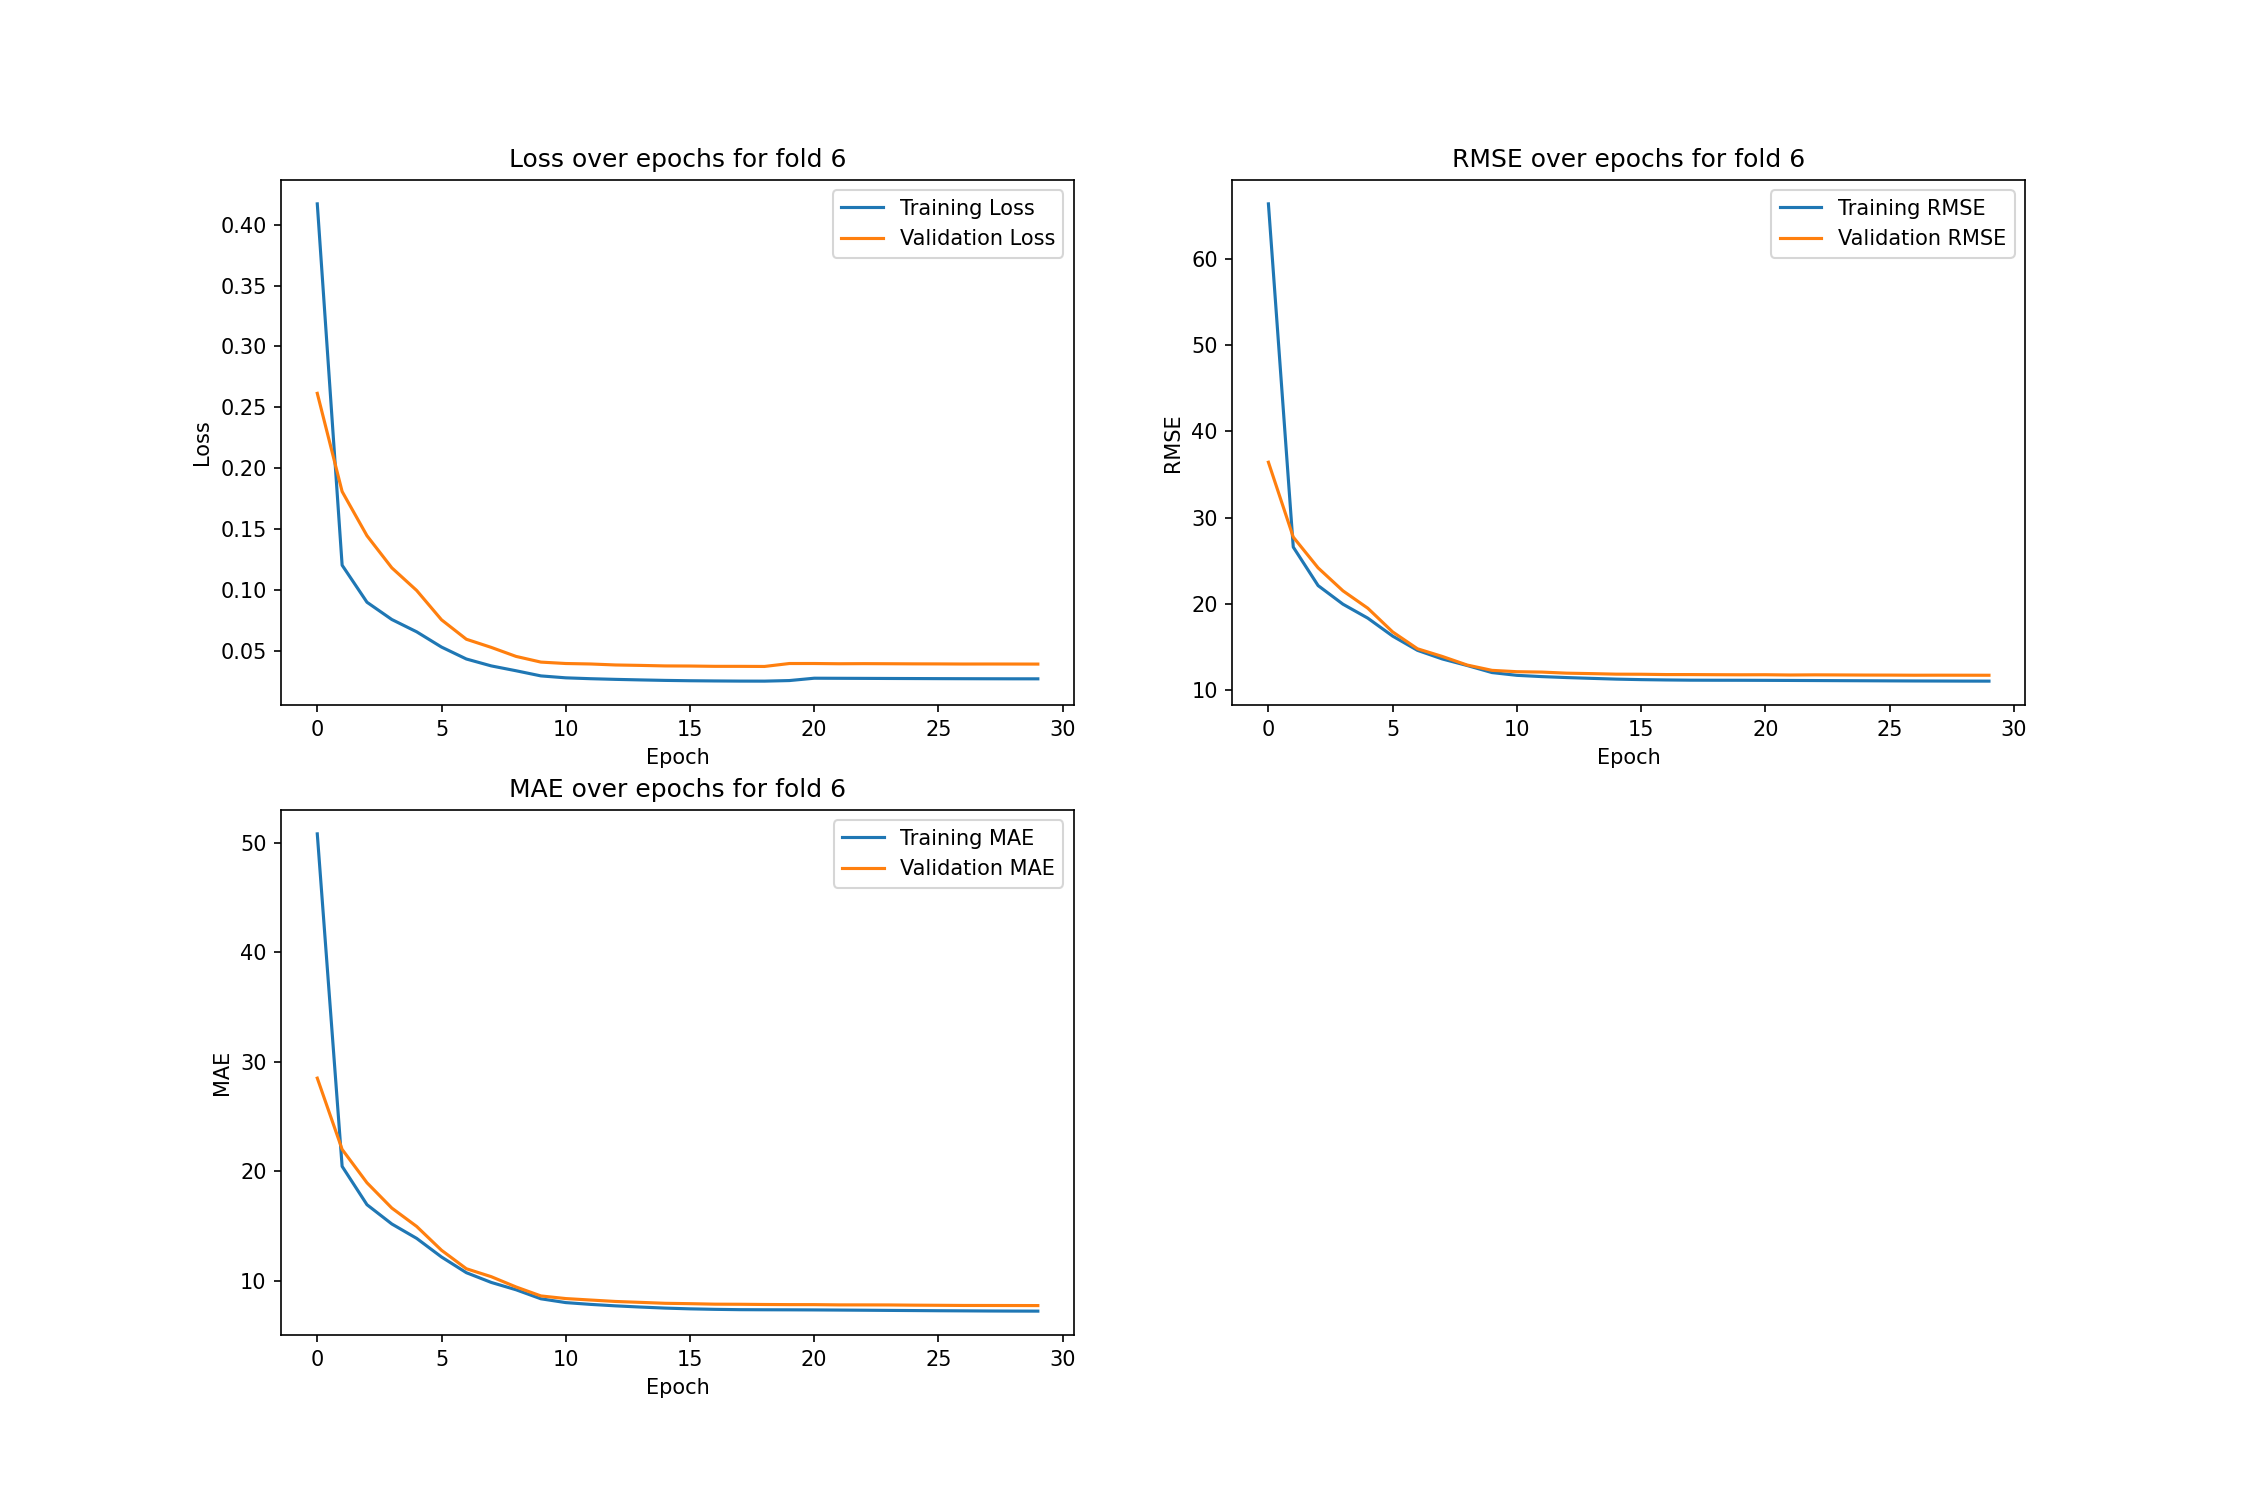 Loss over epochs for fold 6
Training Loss
Validation Loss
0.40
0.35
0.30
0.25
0.20
0.15
0.10
0.05
Loss
0 5 10 15 20 25 30
Epoch
RMSE over epochs for fold 6
Training RMSE
Validation RMSE
60
50
40
30
20
10
RMSE
0 5 10 15 20 25 30
Epoch
MAE over epochs for fold 6
Training MAE
Validation MAE
50
40
30
20
10
MAE
0 5 10 15 20 25 30
Epoch